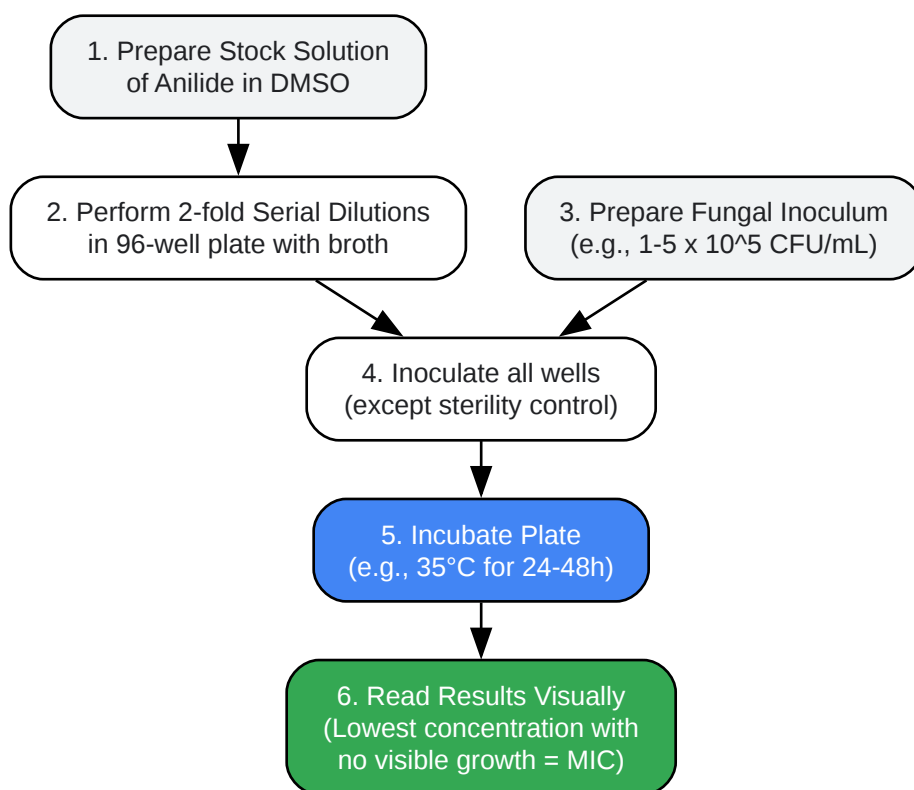 1. Prepare Stock Solution
of Anilide in DMSO
2. Perform 2-fold Serial Dilutions
in 96-well plate with broth
3. Prepare Fungal Inoculum
(e.g., 1-5 x 10^5 CFU/mL)
4. Inoculate all wells
(except sterility control)
5. Incubate Plate
(e.g., 35°C for 24-48h)
6. Read Results Visually
(Lowest concentration with
no visible growth = MIC)